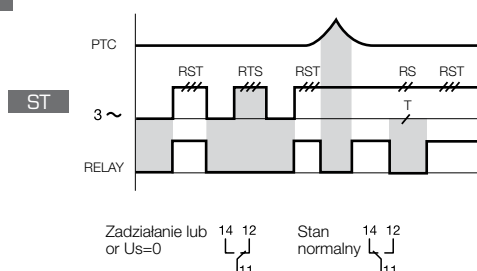 PTC
RST RTS RST RS RST
ST
3~
T
RELAY
Zadziałanie lub
or Us=0
14 12
11
Stan
normalny
14 12
11